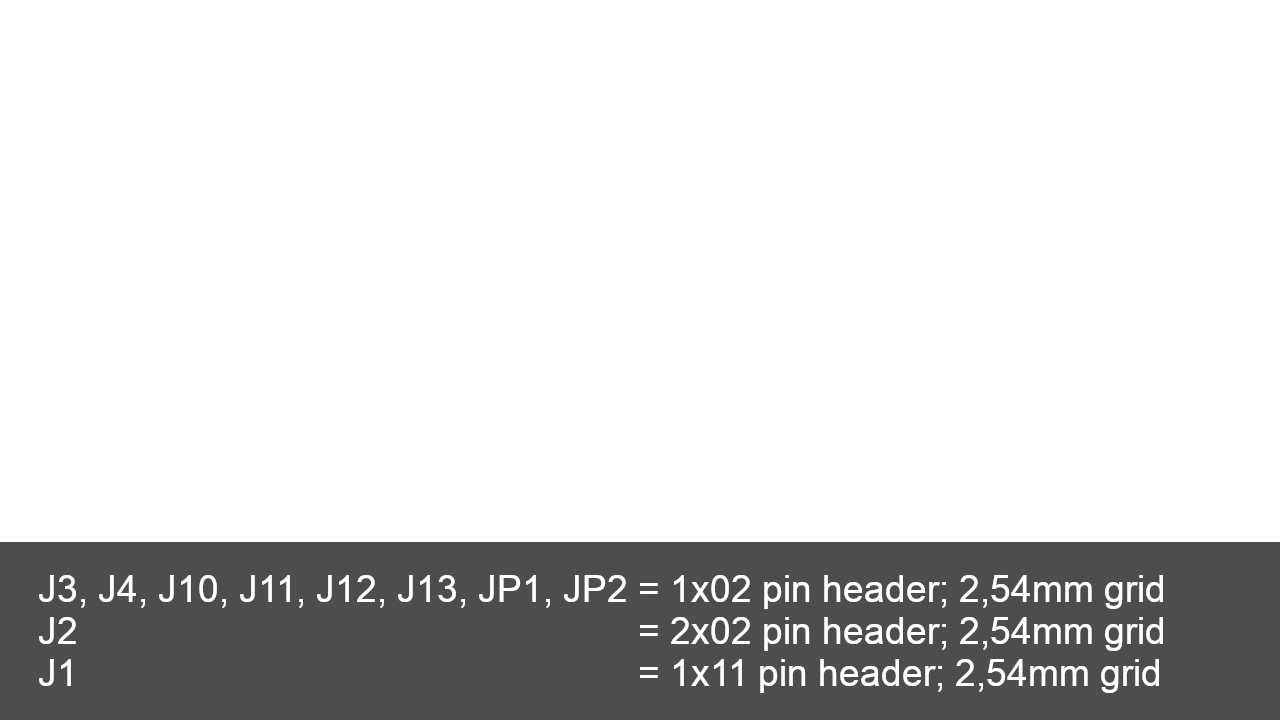 J3, J4, J10, J11, J12, J13, JP1, JP2 = 1x02 pin header; 2,54mm grid
J2 = 2x02 pin header; 2,54mm grid
J1 = 1x11 pin header; 2,54mm grid